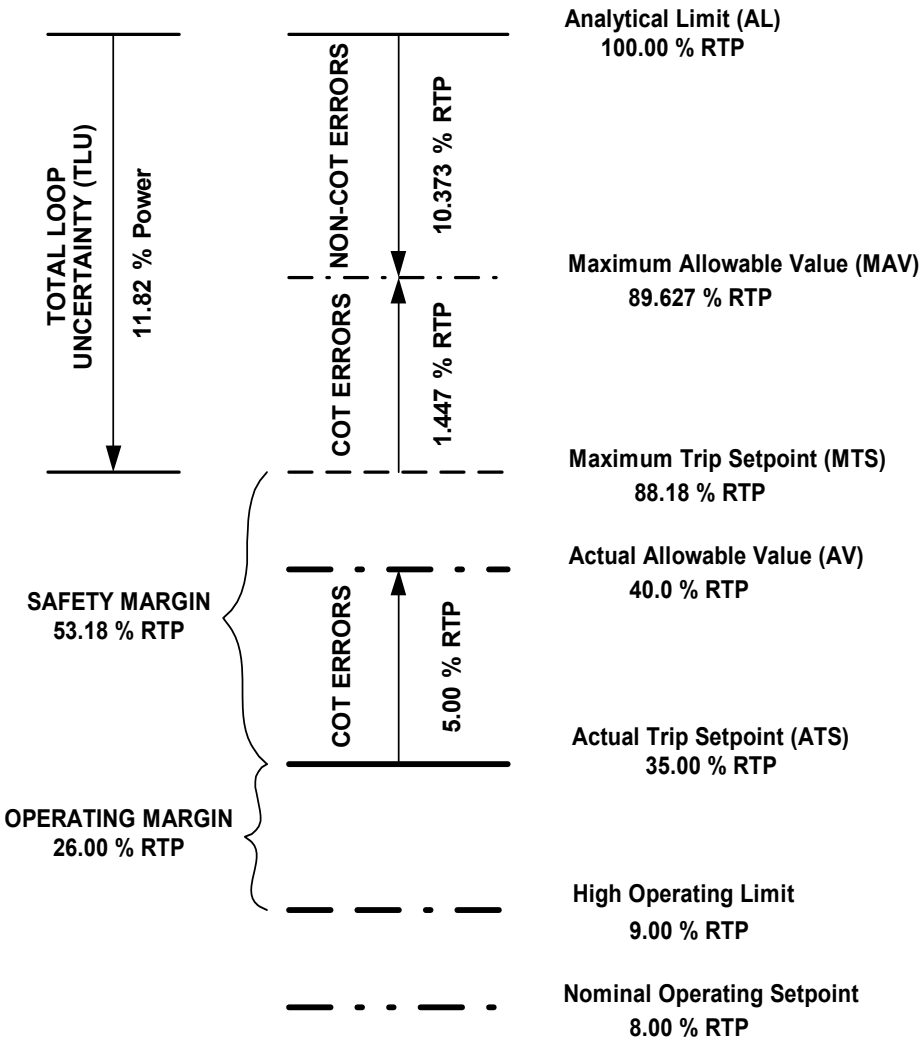 Analytical Limit (AL)
100.00 % RTP
TOTAL LOOP
UNCERTAINTY (TLU)
11.82 % Power
NON-COT ERRORS
10.373 % RTP
Maximum Allowable Value (MAV)
89.627 % RTP
COT ERRORS
1.447 % RTP
Maximum Trip Setpoint (MTS)
88.18 % RTP
Actual Allowable Value (AV)
40.0 % RTP
SAFETY MARGIN
53.18 % RTP
COT ERRORS
5.00 % RTP
Actual Trip Setpoint (ATS)
35.00 % RTP
OPERATING MARGIN
26.00 % RTP
High Operating Limit
9.00 % RTP
Nominal Operating Setpoint
8.00 % RTP